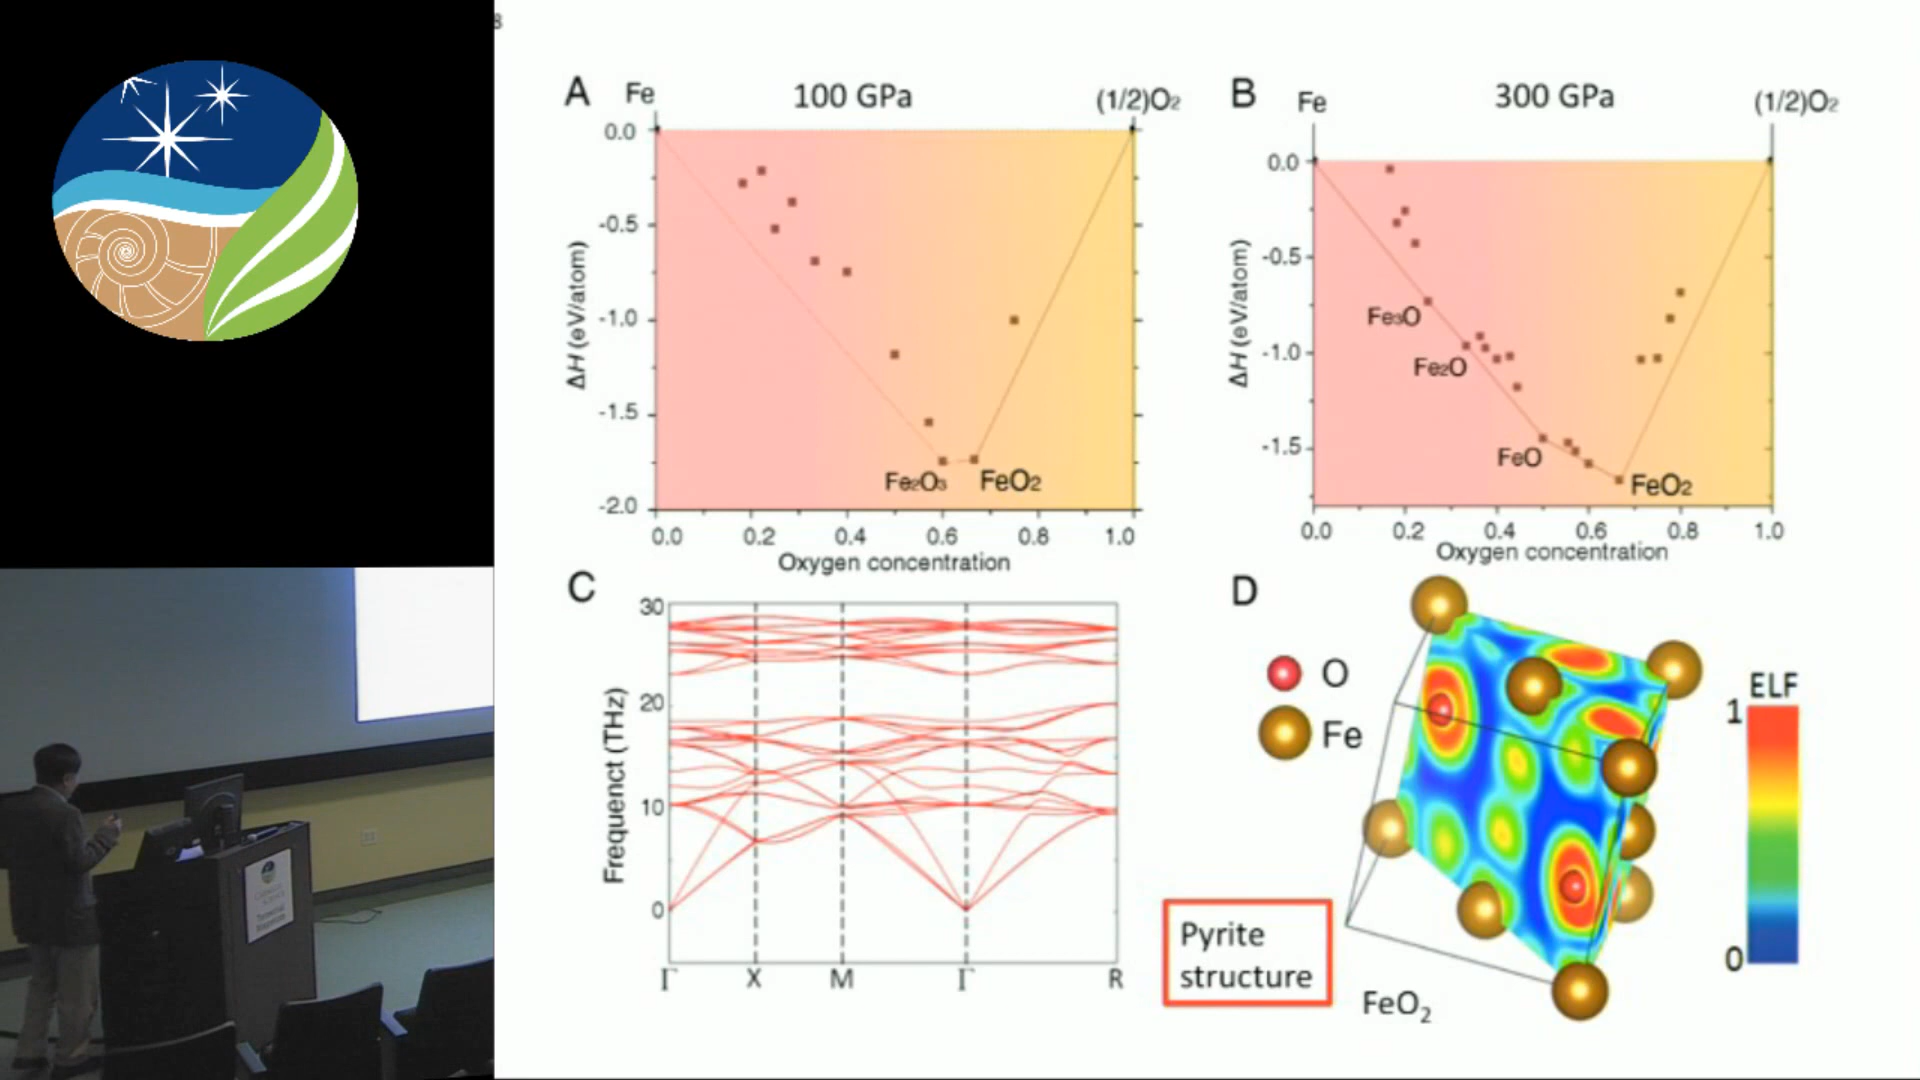 8
A
Fe
100 GPa
(1/2)O2
0.0
-0.5
-1.0
-1.5
-2.0
ΔH (eV/atom)
Fe2O3
FeO2
0.0 0.2 0.4 0.6 0.8 1.0
Oxygen concentration
B
Fe
300 GPa
(1/2)O2
0.0
-0.5
-1.0
-1.5
ΔH (eV/atom)
Fe3O
Fe2O
FeO
FeO2
0.0 0.2 0.4 0.6 0.8 1.0
Oxygen concentration
C
30
20
10
0
Frequenct (THz)
Γ X M Γ R
D
O
Fe
ELF
1
0
Pyrite
structure
FeO2